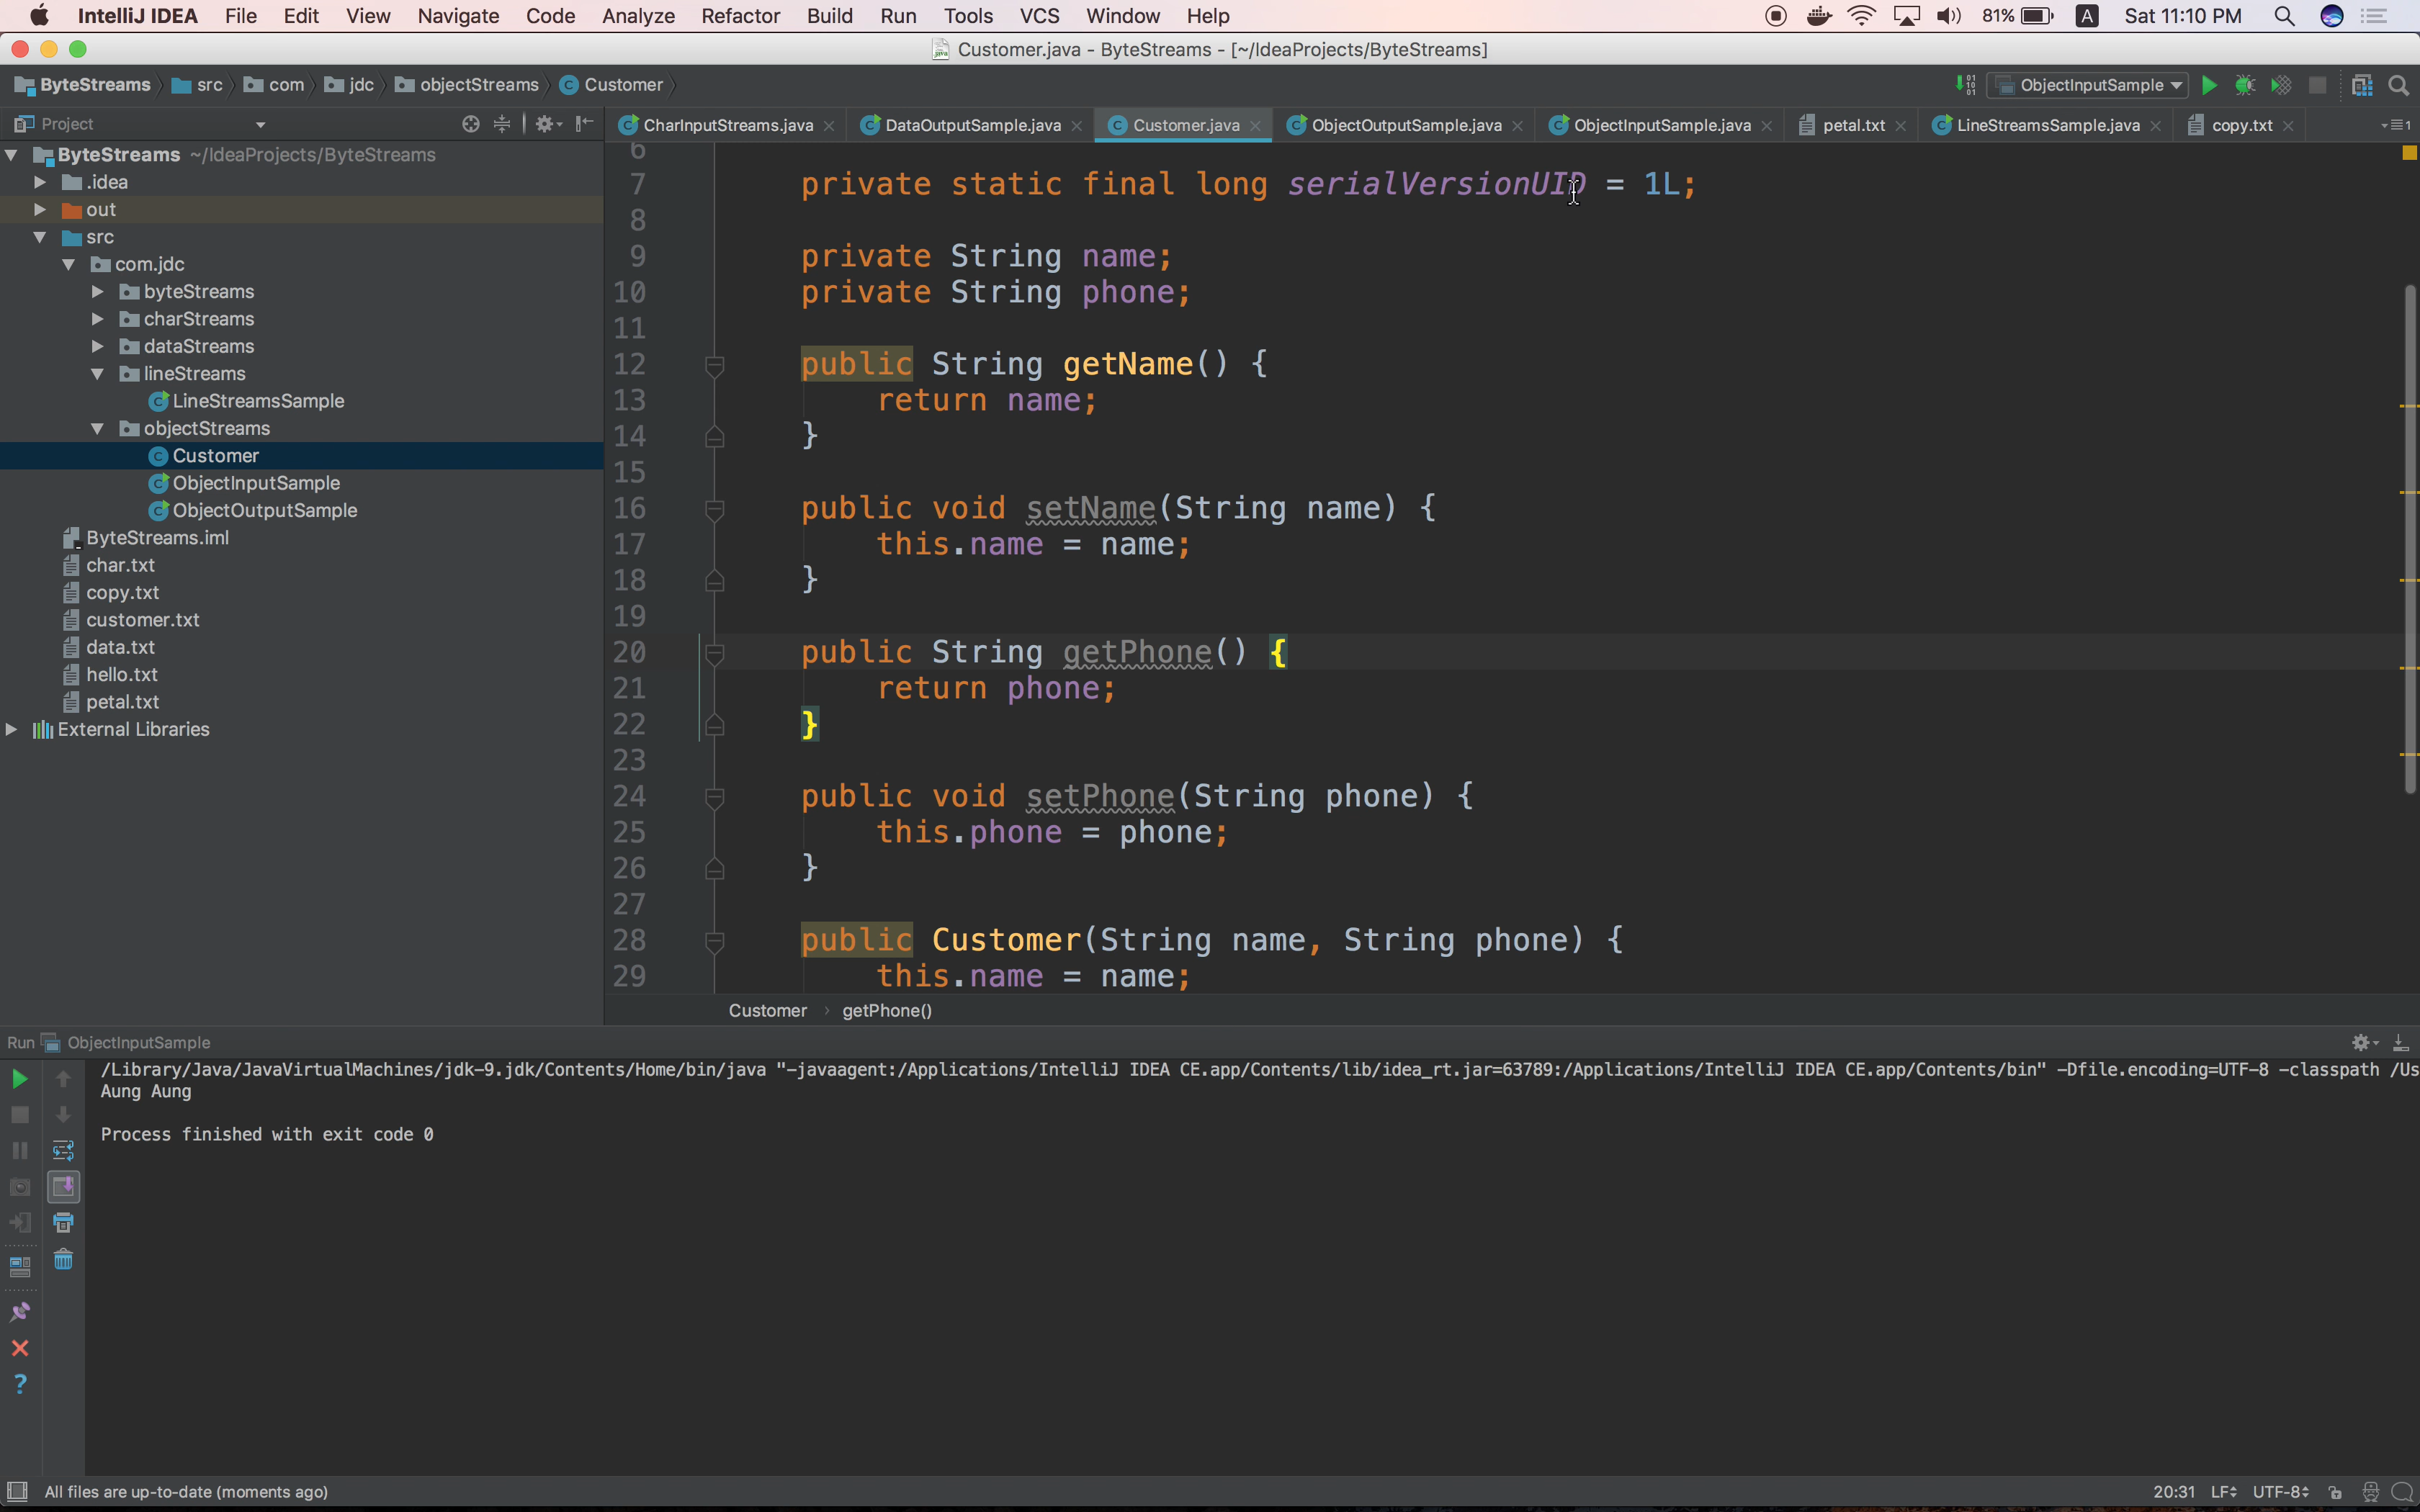 IntelliJ IDEA File Edit View Navigate Code Analyze Refactor Build Run Tools VCS Window Help 81% A Sat 11:10 PM
Customer.java - ByteStreams - [~/IdeaProjects/ByteStreams]
ByteStreams src com jdc objectStreams Customer ObjectInputSample
Project
CharInputStreams.java DataOutputSample.java Customer.java ObjectOutputSample.java ObjectInputSample.java petal.txt LineStreamsSample.java copy.txt
ByteStreams ~/IdeaProjects/ByteStreams
.idea
out
src
com.jdc
byteStreams
charStreams
dataStreams
lineStreams
LineStreamsSample
objectStreams
Customer
ObjectInputSample
ObjectOutputSample
ByteStreams.iml
char.txt
copy.txt
customer.txt
data.txt
hello.txt
petal.txt
External Libraries
6
7 private static final long serialVersionUID = 1L;
8
9 private String name;
10 private String phone;
11
12 public String getName() {
13 return name;
14 }
15
16 public void setName(String name) {
17 this.name = name;
18 }
19
20 public String getPhone() {
21 return phone;
22 }
23
24 public void setPhone(String phone) {
25 this.phone = phone;
26 }
27
28 public Customer(String name, String phone) {
29 this.name = name;
Customer getPhone()
Run ObjectInputSample
/Library/Java/JavaVirtualMachines/jdk-9.jdk/Contents/Home/bin/java "-javaagent:/Applications/IntelliJ IDEA CE.app/Contents/lib/idea_rt.jar=63789:/Applications/IntelliJ IDEA CE.app/Contents/bin" -Dfile.encoding=UTF-8 -classpath /Us
Aung Aung
Process finished with exit code 0
All files are up-to-date (moments ago) 20:31 LF UTF-8